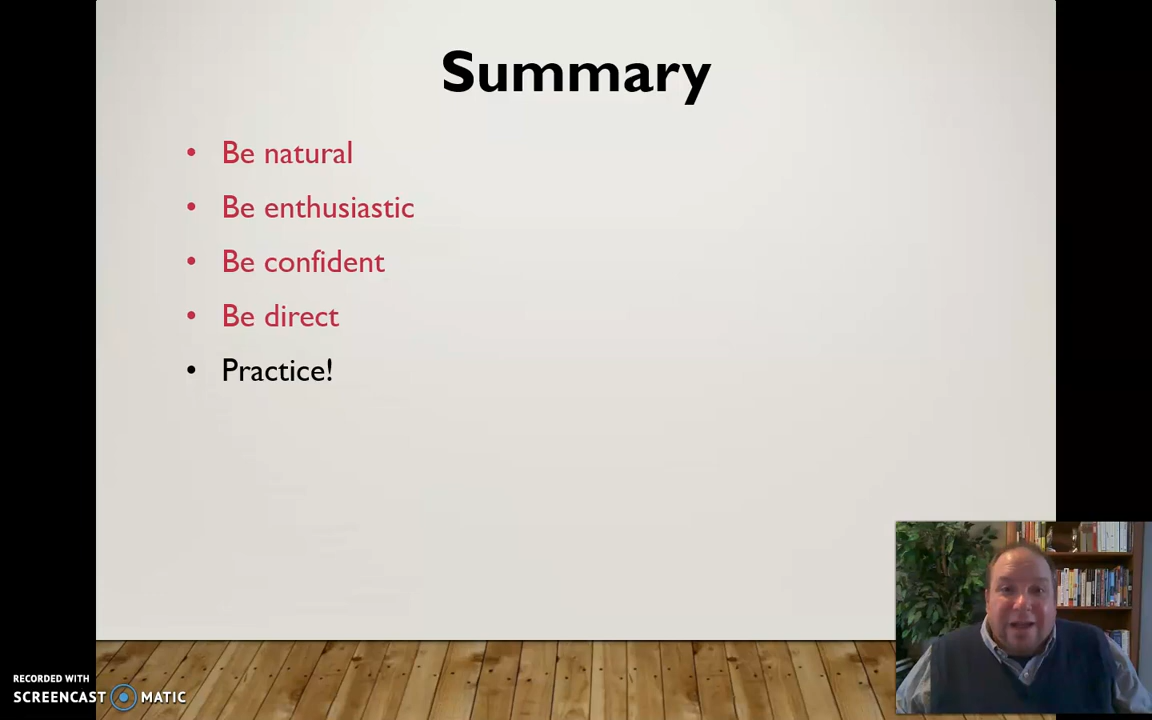 Summary
• Be natural
• Be enthusiastic
• Be confident
• Be direct
• Practice!
RECORDED WITH
SCREENCAST MATIC